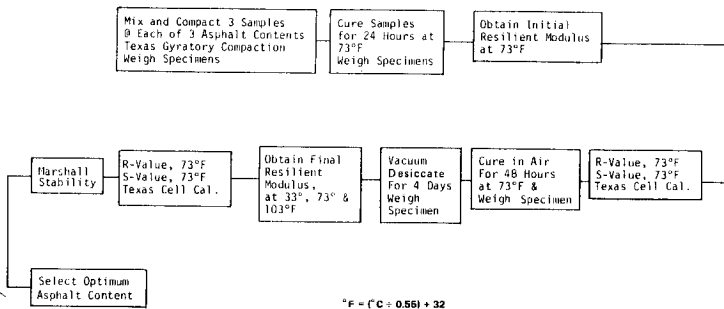 Mix and Compact 3 Samples
@ Each of 3 Asphalt Contents
Texas Gyratory Compaction
Weigh Specimens
Cure Samples
for 24 Hours at
73°F
Weigh Specimens
Obtain Initial
Resilient Modulus
at 73°F
Marshall
Stability
R-Value, 73°F
S-Value, 73°F
Texas Cell Cal.
Obtain Final
Resilient
Modulus,
at 33°, 73° &
103°F
Vacuum
Desiccate
For 4 Days
Weigh
Specimen
Cure in Air
For 48 Hours
at 73°F &
Weigh Specimen
R-Value, 73°F
S-Value, 73°F
Texas Cell Cal.
Select Optimum
Asphalt Content
°F = (°C ÷ 0.56) + 32